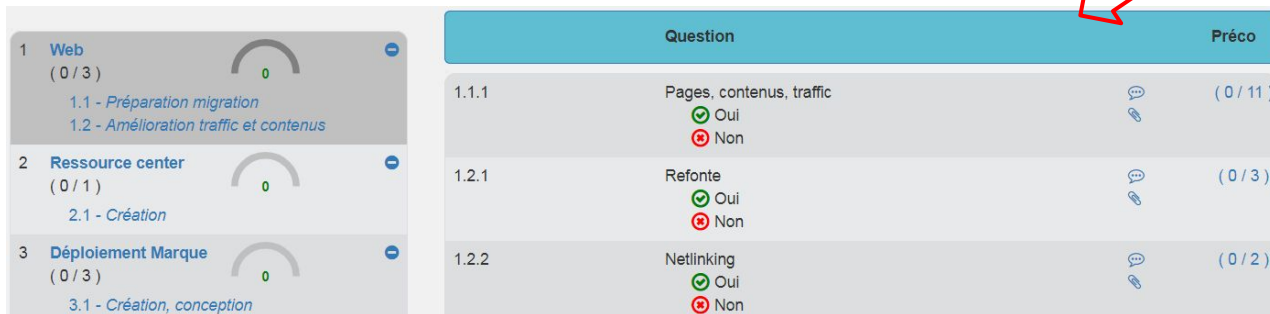 1 Web
( 0 / 3 )
0
1.1 - Préparation migration
1.2 - Amélioration traffic et contenus
2 Ressource center
( 0 / 1 )
0
2.1 - Création
3 Déploiement Marque
( 0 / 3 )
0
3.1 - Création, conception
Question Préco
1.1.1 Pages, contenus, traffic ( 0 / 11 )
Oui
Non
1.2.1 Refonte ( 0 / 3 )
Oui
Non
1.2.2 Netlinking ( 0 / 2 )
Oui
Non